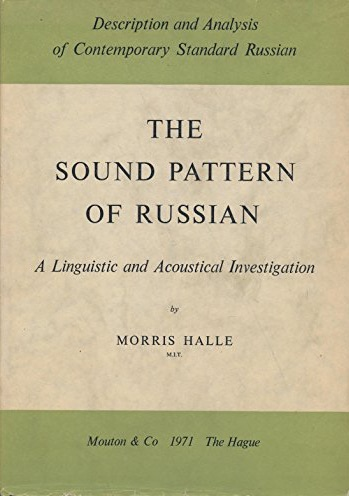 Description and Analysis
of Contemporary Standard Russian
THE
SOUND PATTERN
OF RUSSIAN
A Linguistic and Acoustical Investigation
by
MORRIS HALLE
M.I.T.
Mouton & Co 1971 The Hague